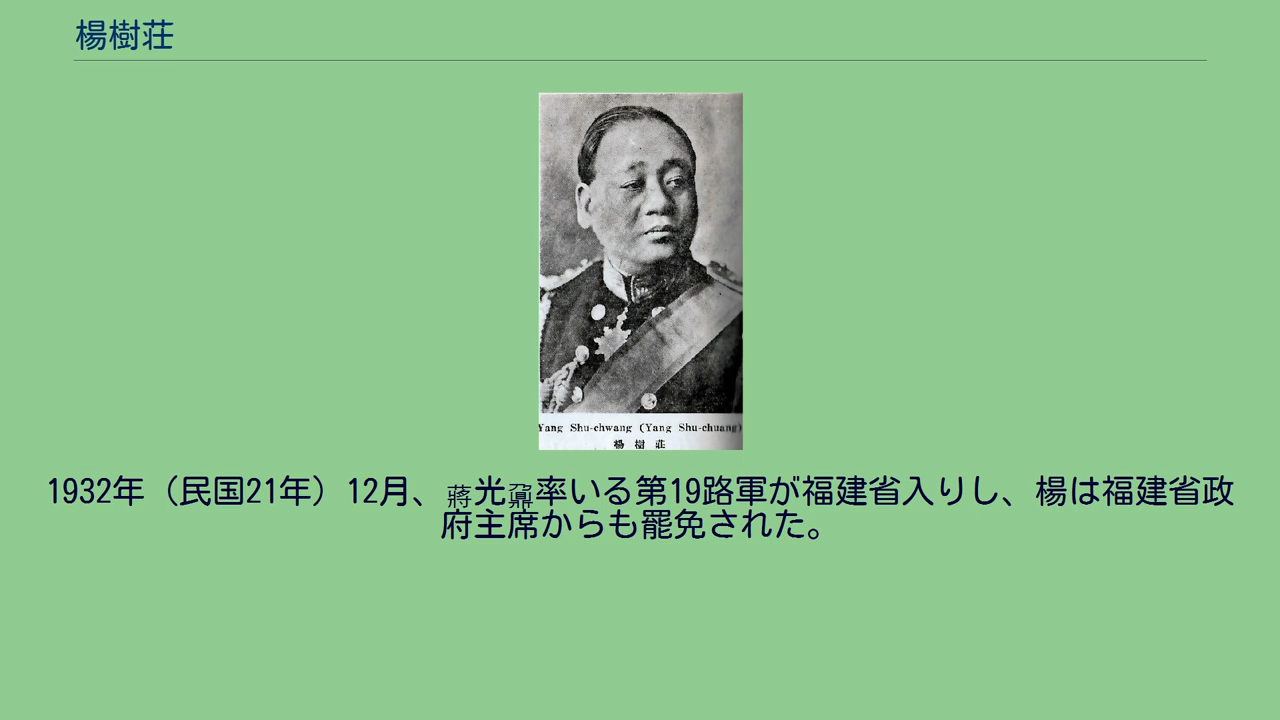 楊樹荘
Yang Shu-chwang (Yang Shu-chuang)
楊樹莊
1932年（民国21年）12月、蔣光鼐率いる第19路軍が福建省入りし、楊は福建省政
府主席からも罷免された。